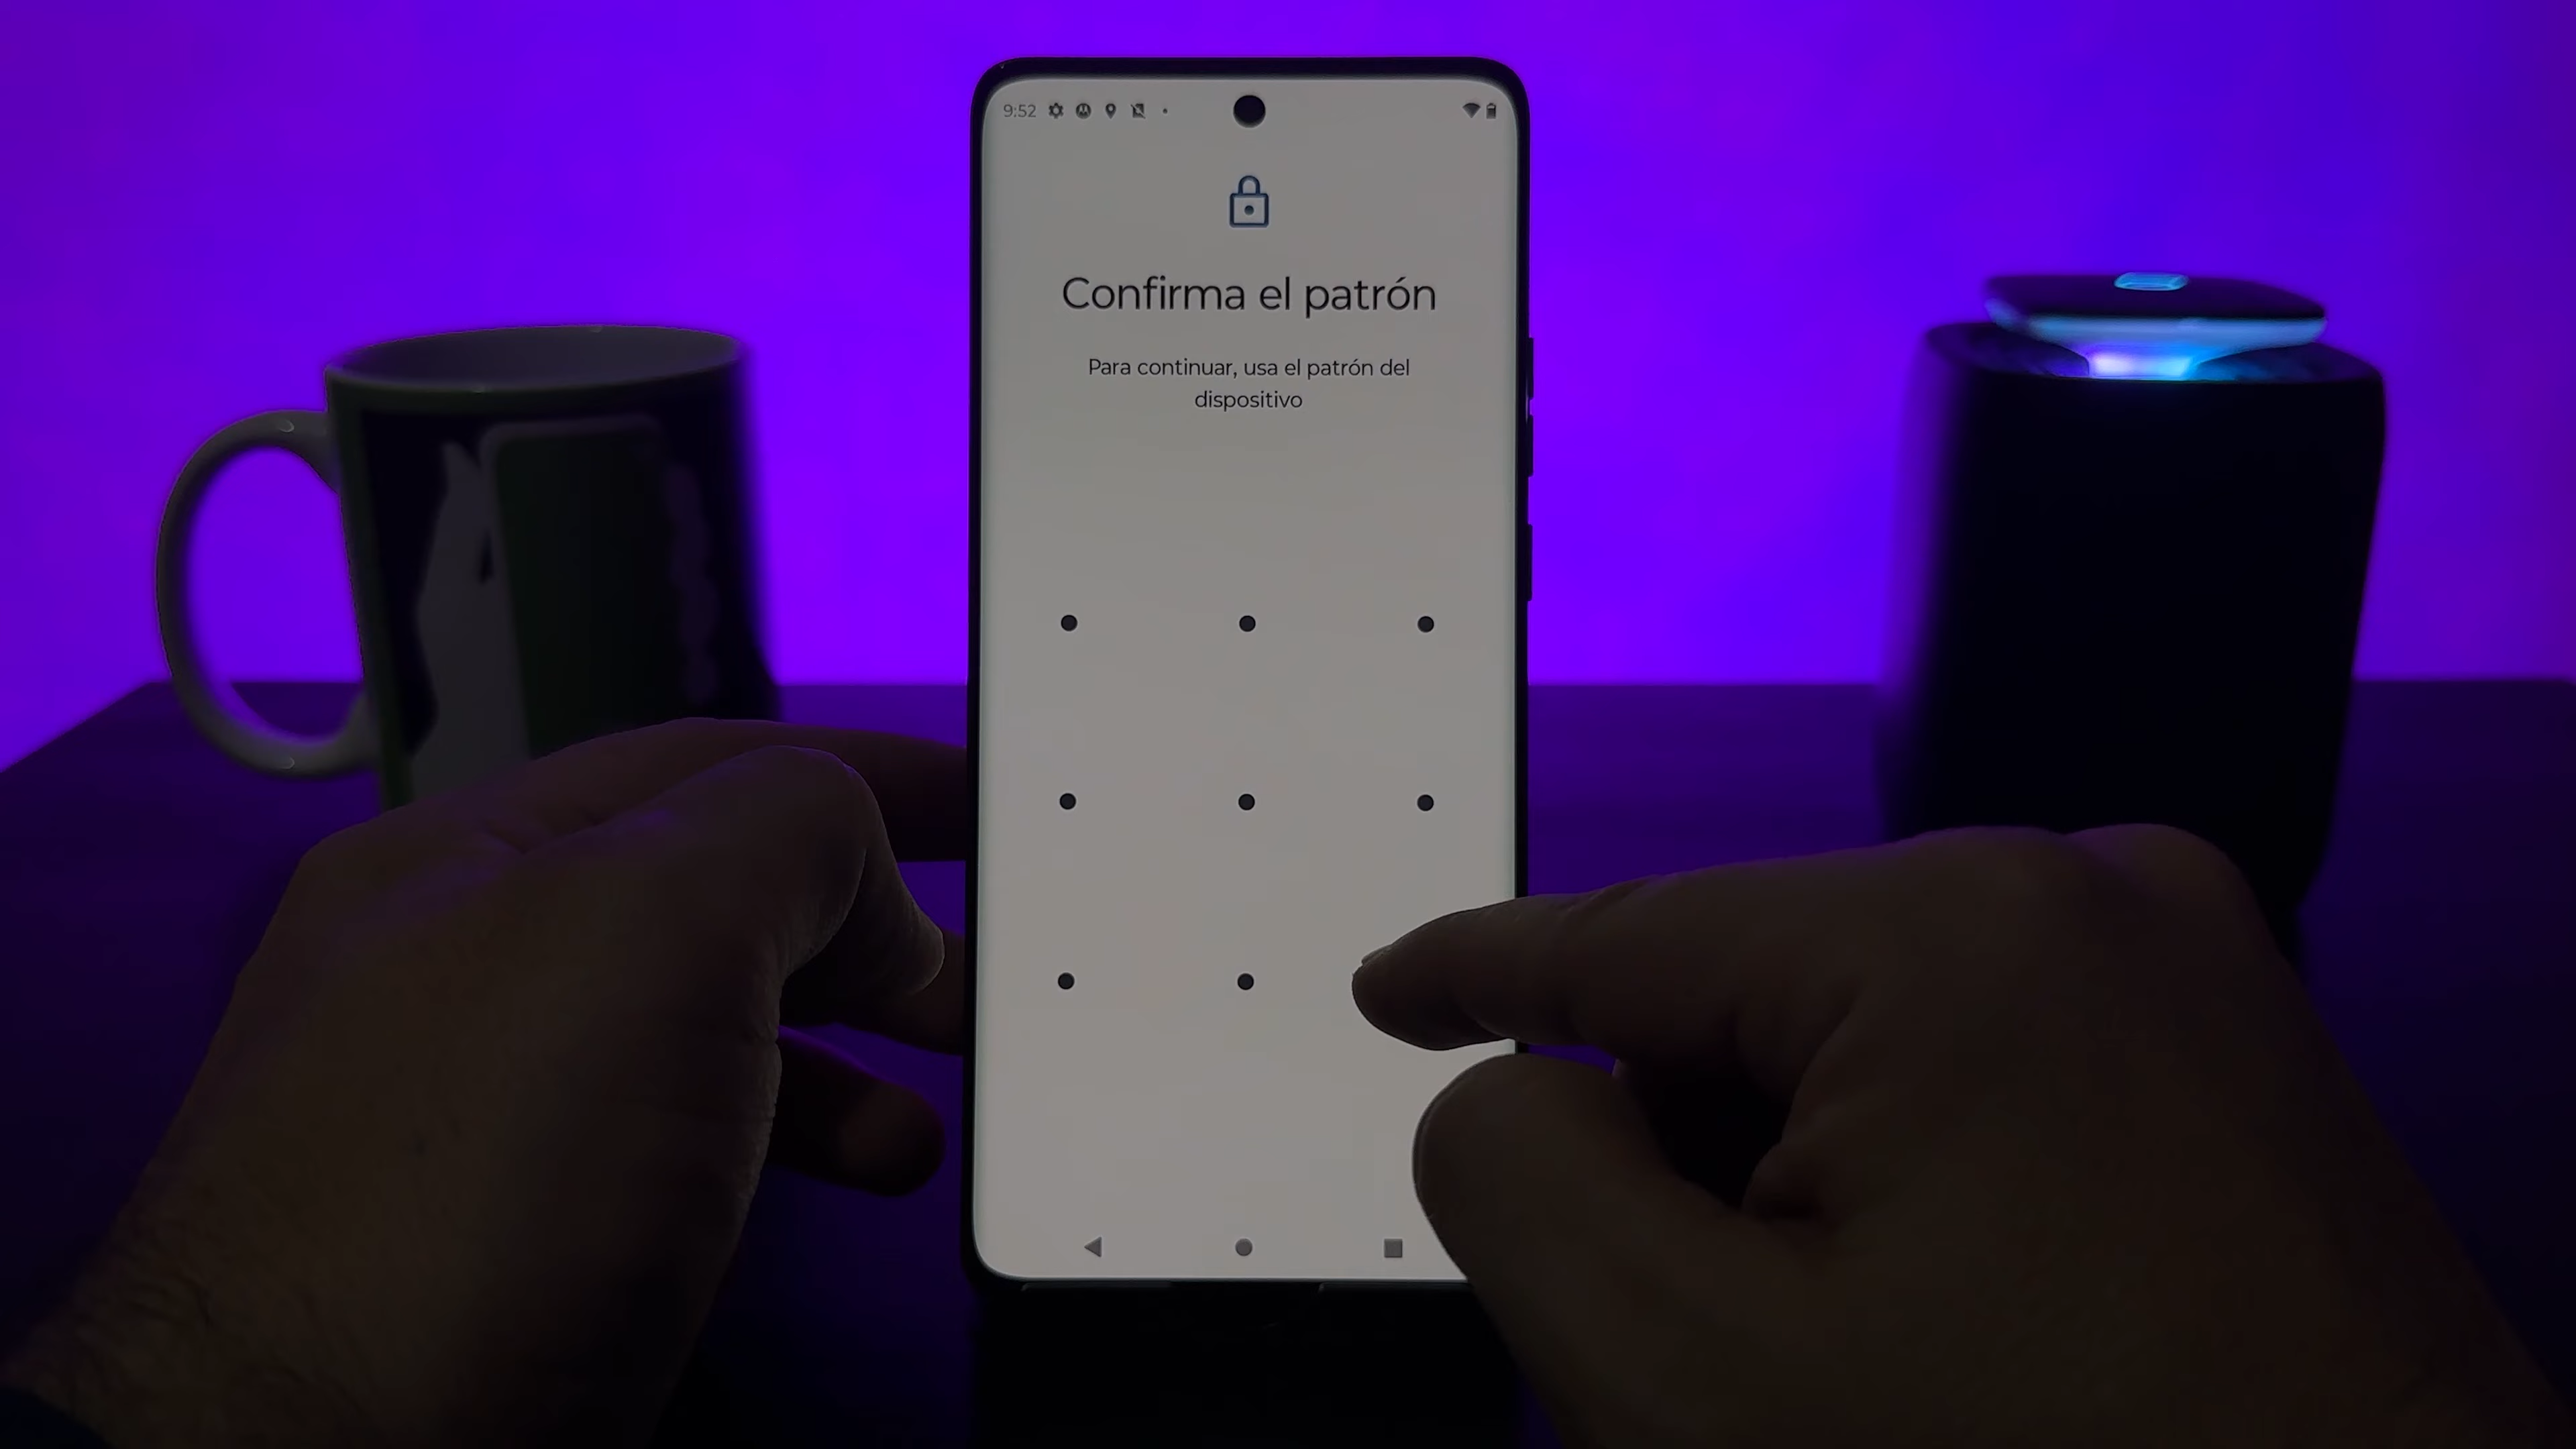 9:52
Confirma el patrón
Para continuar, usa el patrón del
dispositivo